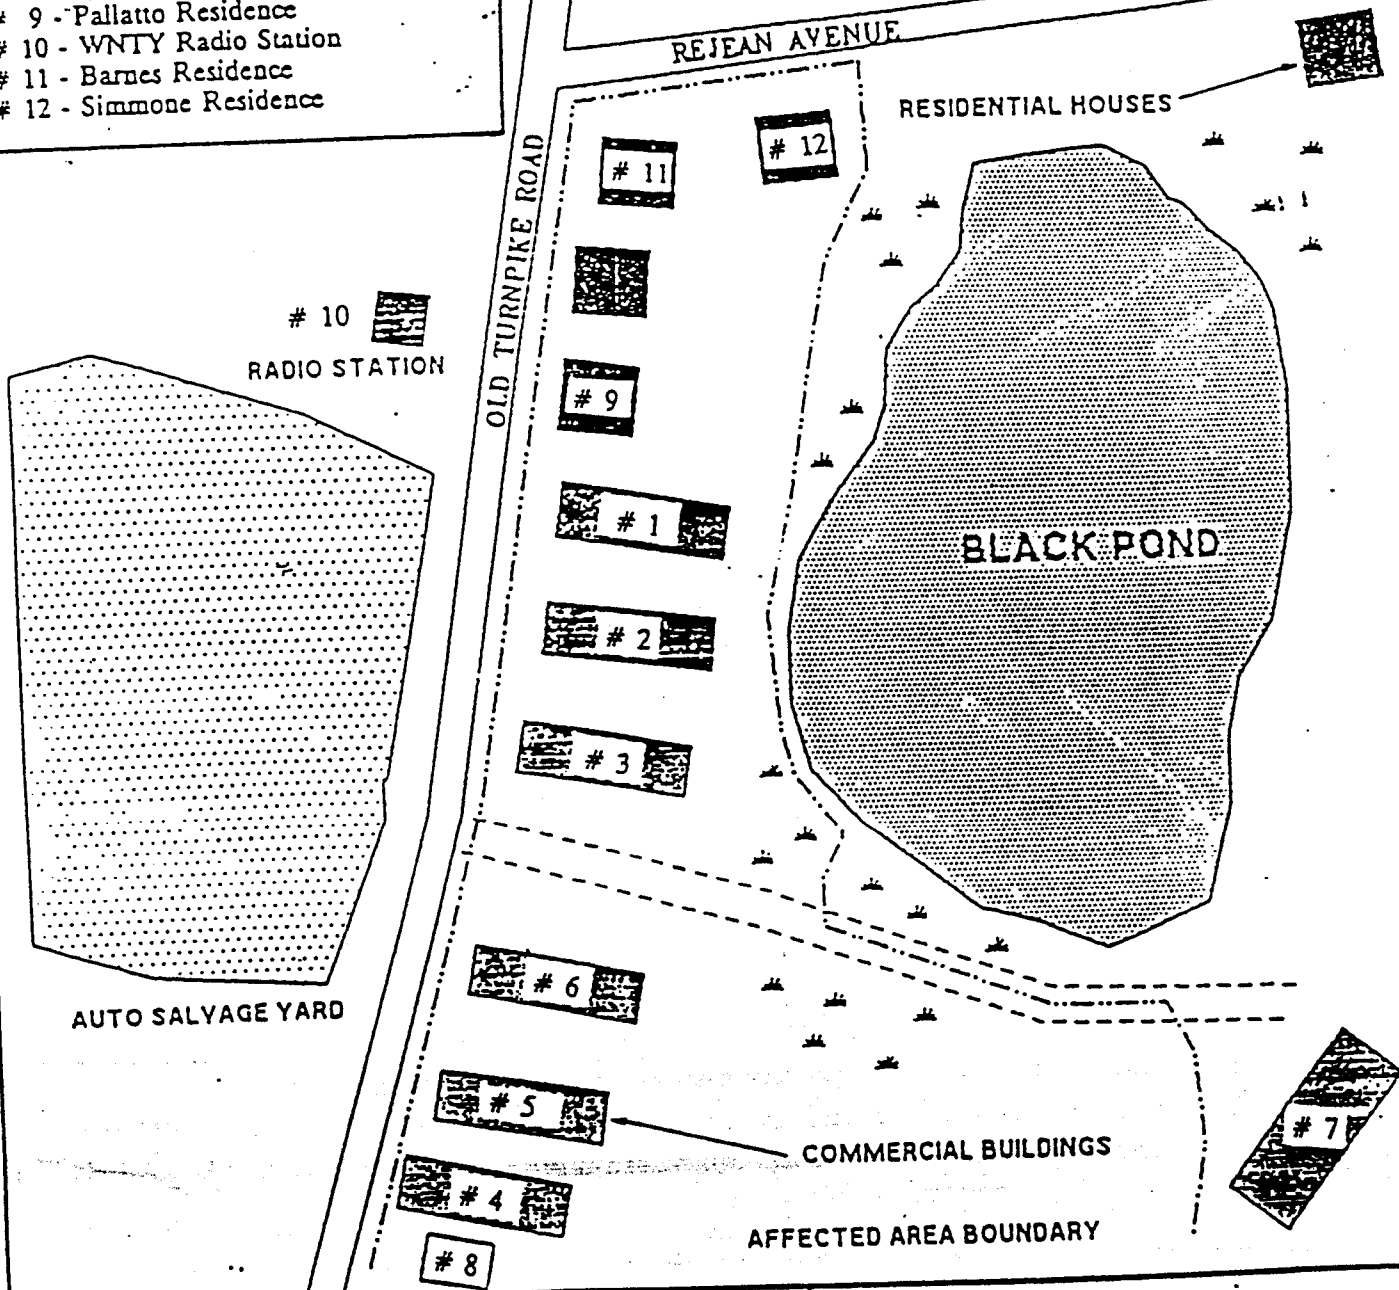 # 9 - Pallatto Residence
# 10 - WNTY Radio Station
# 11 - Barnes Residence
# 12 - Simmone Residence
REJEAN AVENUE
RESIDENTIAL HOUSES
# 12
# 11
OLD TURNPIKE ROAD
# 10
RADIO STATION
# 9
# 1
BLACK POND
# 2
# 3
# 6
AUTO SALVAGE YARD
# 5
# 7
COMMERCIAL BUILDINGS
# 4
AFFECTED AREA BOUNDARY
# 8